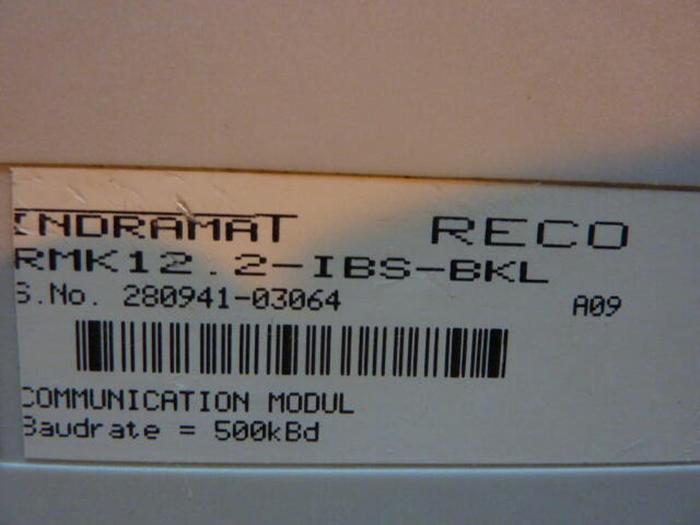 INDRAMAT RECO
RMK12.2-IBS-BKL
S.No. 280941-03064 A09
COMMUNICATION MODUL
Baudrate = 500kBd